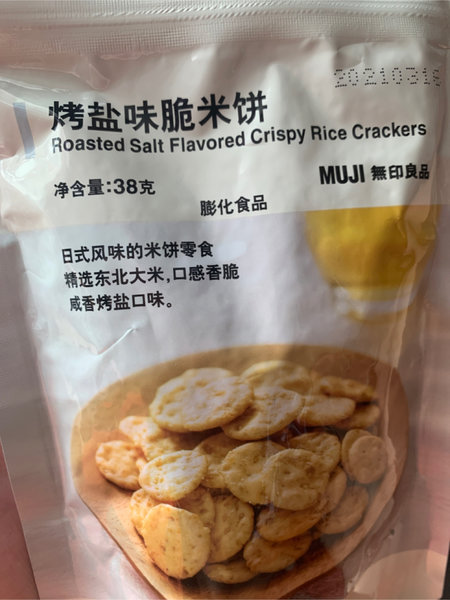 20210316
烤盐味脆米饼
Roasted Salt Flavored Crispy Rice Crackers
净含量:38克
MUJI 無印良品
膨化食品
日式风味的米饼零食
精选东北大米,口感香脆
咸香烤盐口味。